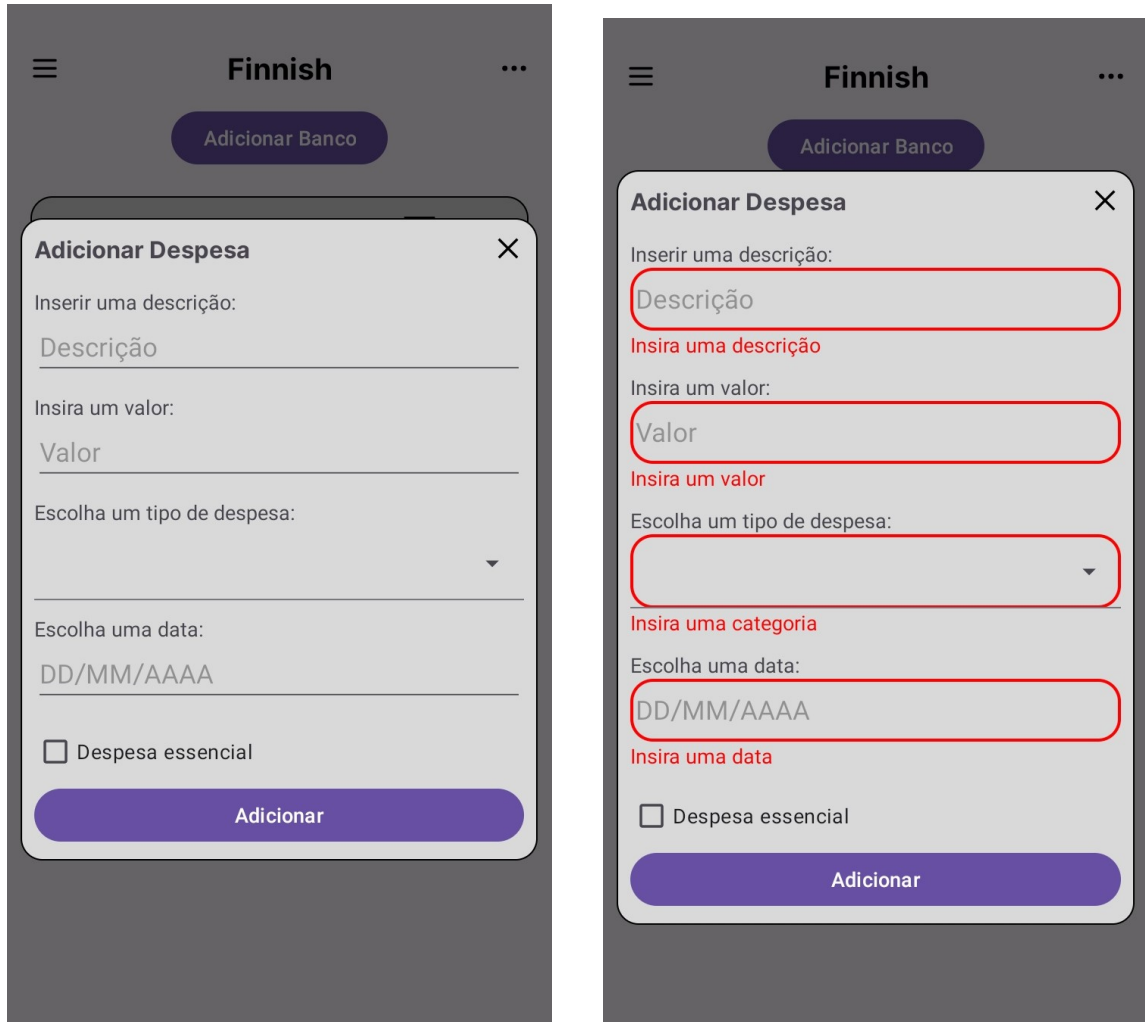 Finnish
Adicionar Banco
Adicionar Despesa
Inserir uma descrição:
Descrição
Insira um valor:
Valor
Escolha um tipo de despesa:
Escolha uma data:
DD/MM/AAAA
Despesa essencial
Adicionar
Finnish
Adicionar Banco
Adicionar Despesa
Inserir uma descrição:
Descrição
Insira uma descrição
Insira um valor:
Valor
Insira um valor
Escolha um tipo de despesa:
Insira uma categoria
Escolha uma data:
DD/MM/AAAA
Insira uma data
Despesa essencial
Adicionar